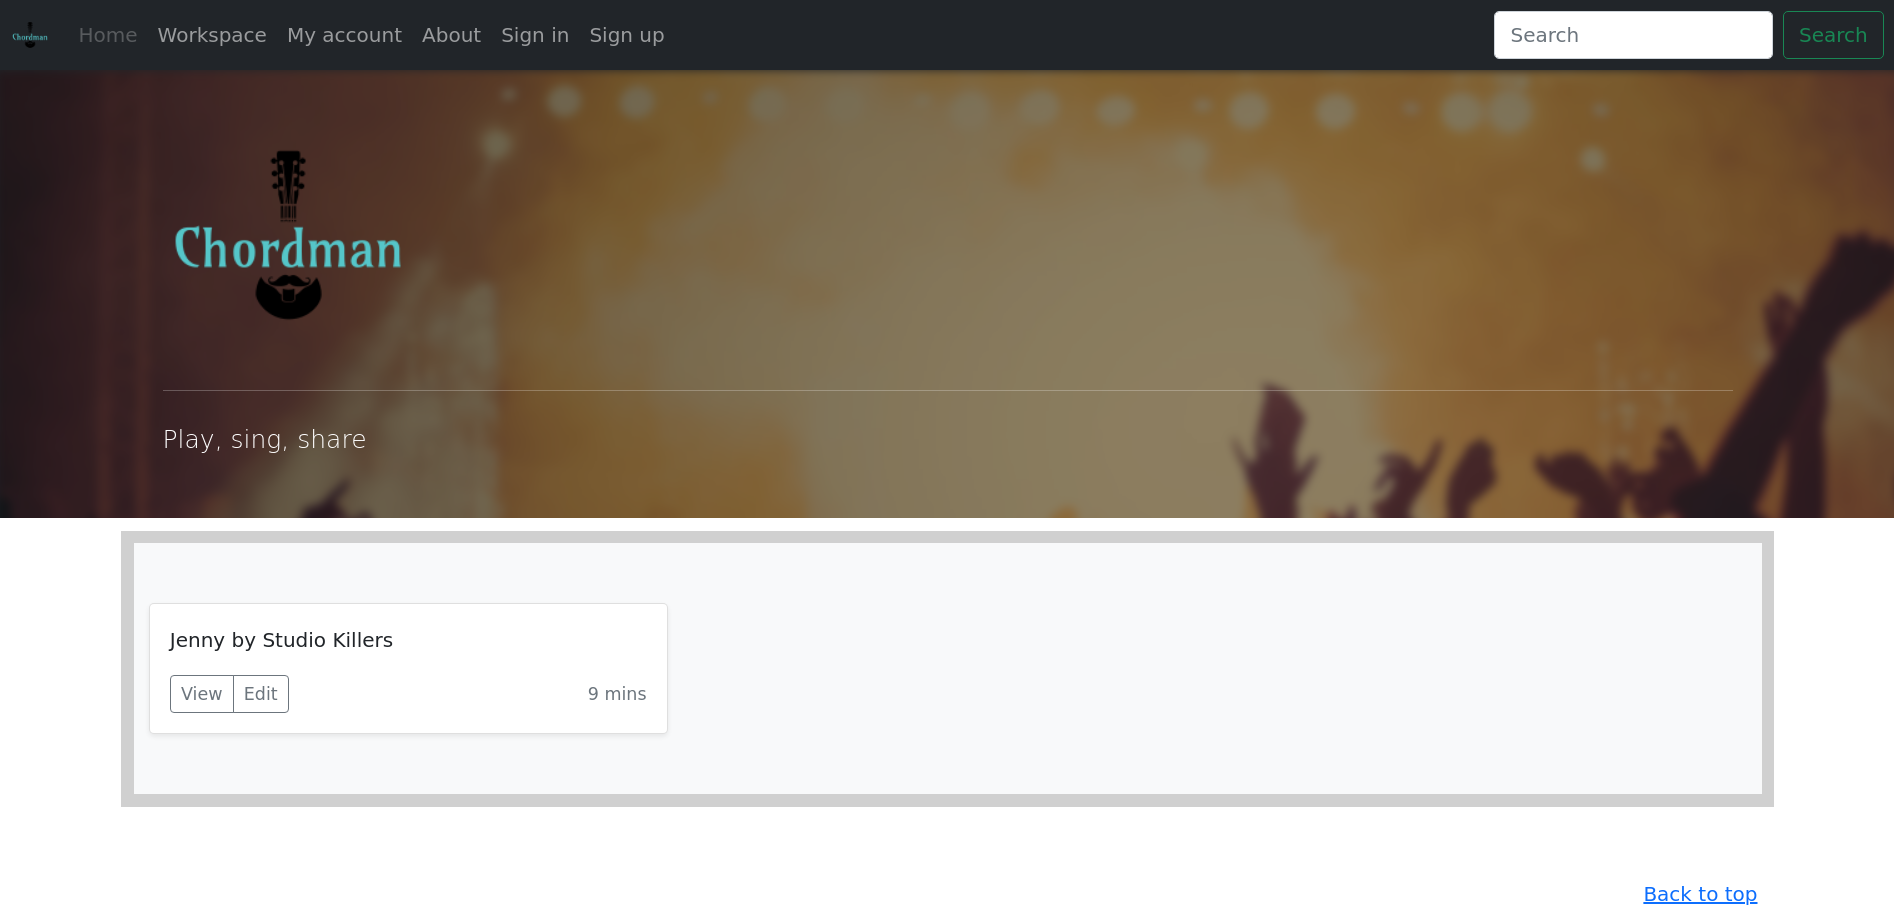 Chordman
Home Workspace My account About Sign in Sign up Search Search
Chordman
Play, sing, share
Jenny by Studio Killers
View Edit 9 mins
Back to top